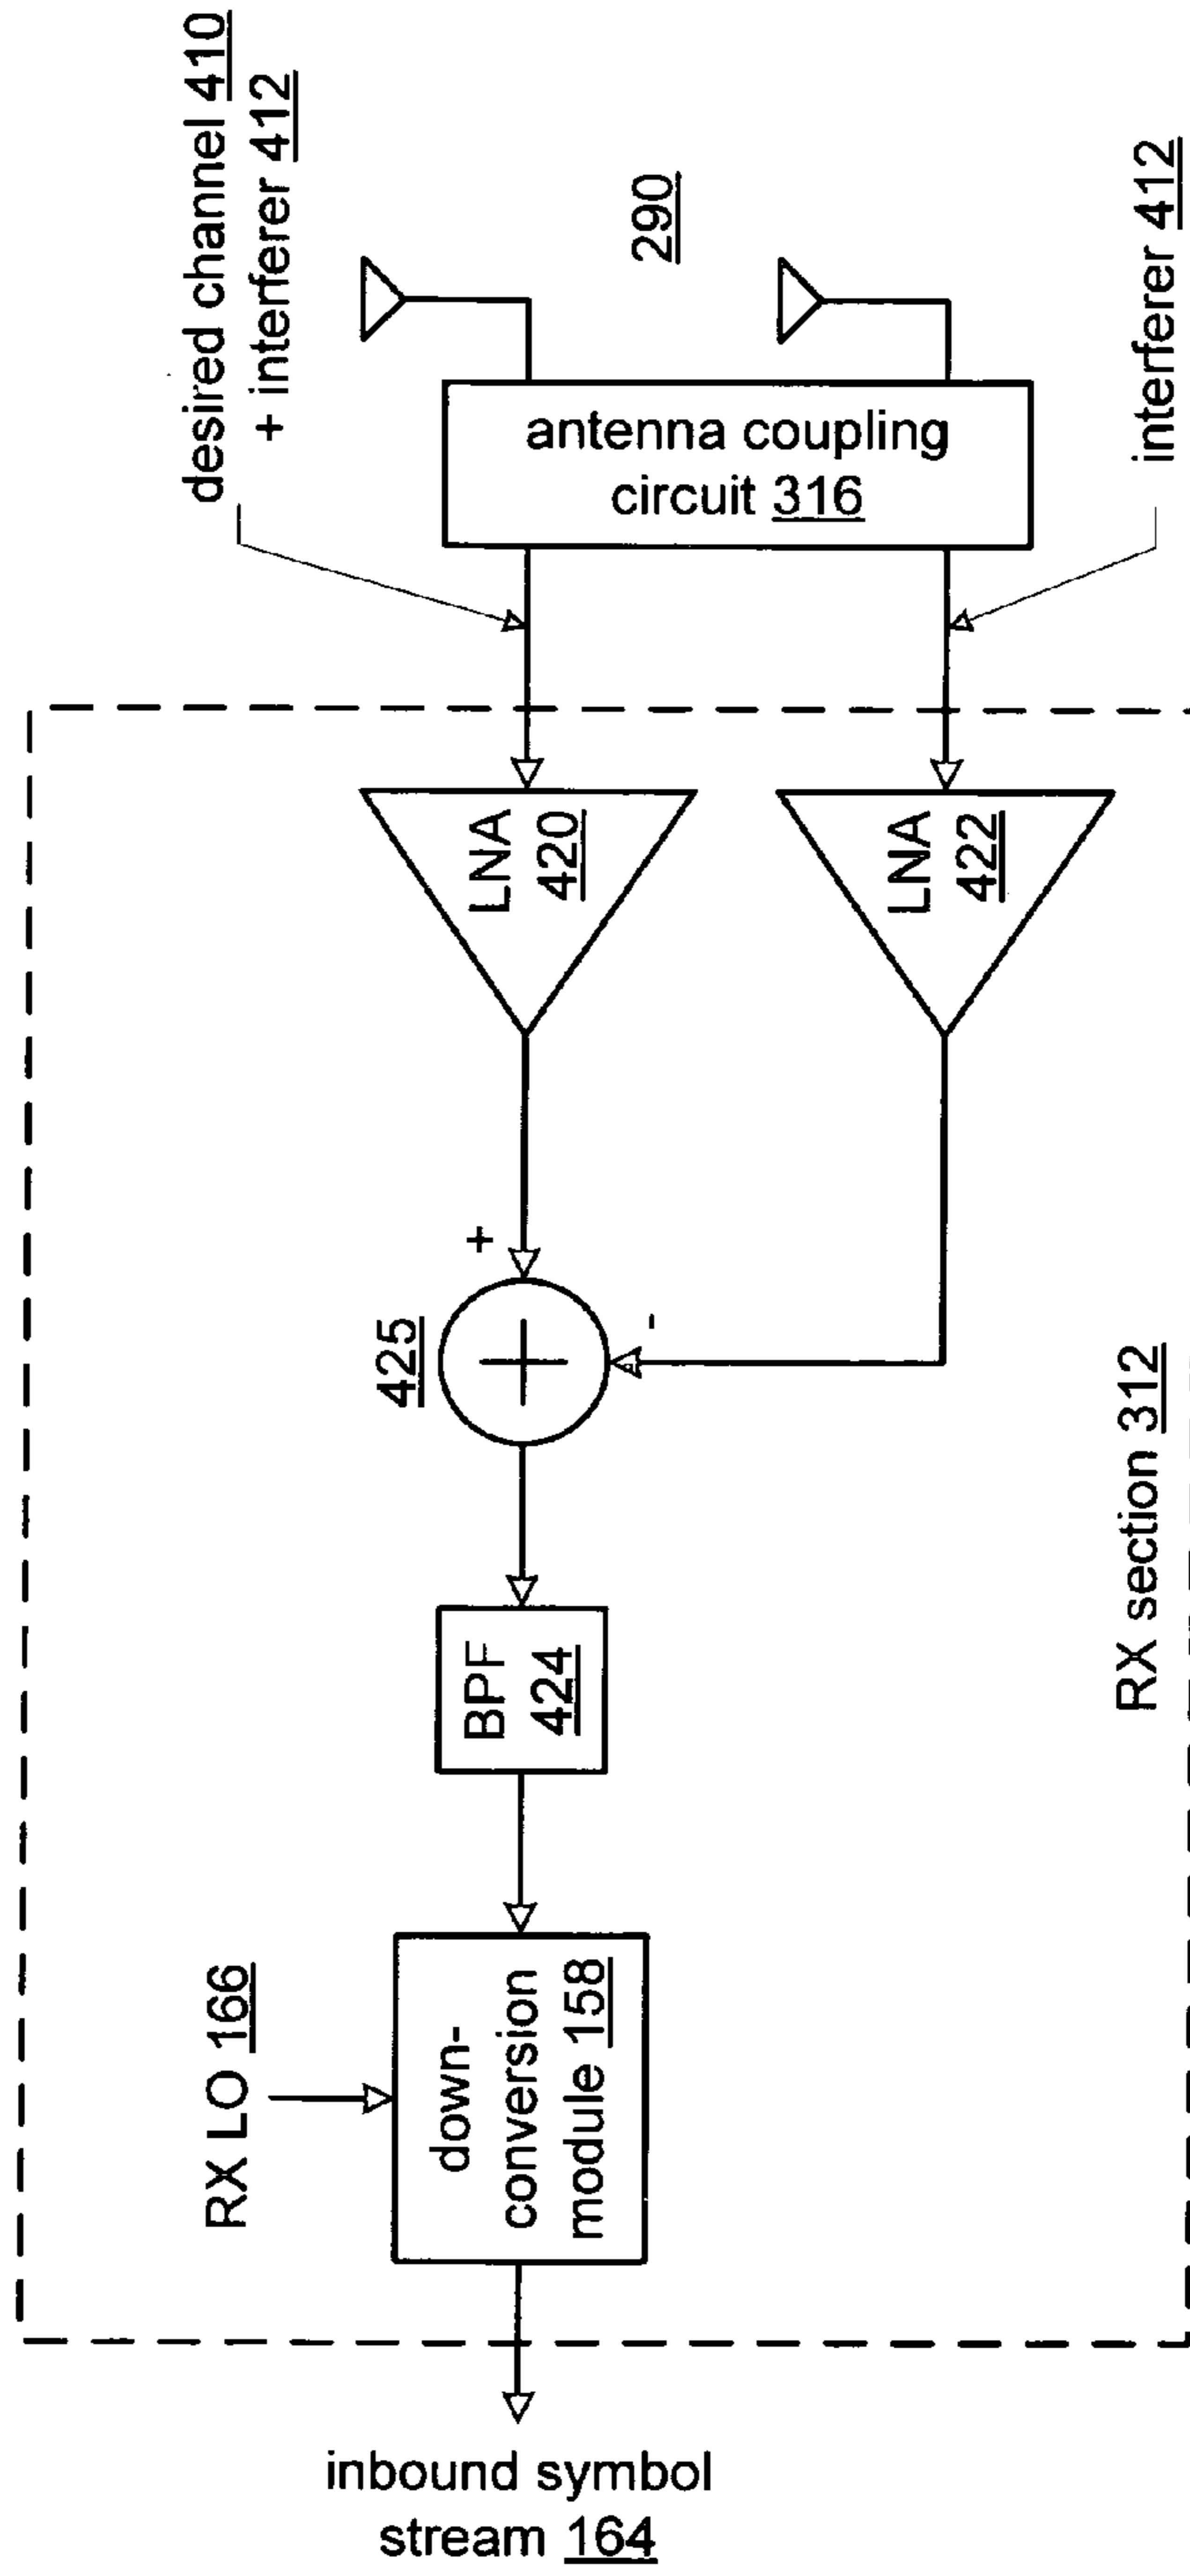 desired channel 410
+ interferer 412
290
antenna coupling
circuit 316
interferer 412
LNA
420
LNA
422
425
+
-
BPF
424
RX LO 166
down-
conversion
module 158
RX section 312
inbound symbol
stream 164